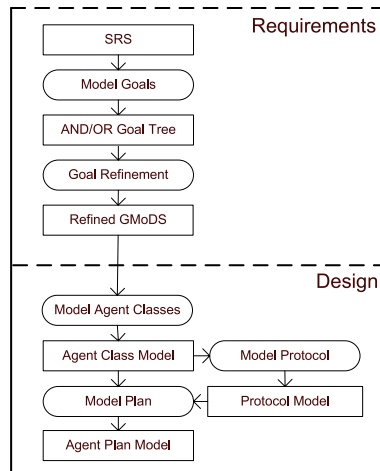 Requirements
SRS
Model Goals
AND/OR Goal Tree
Goal Refinement
Refined GMoDS
Design
Model Agent Classes
Agent Class Model
Model Protocol
Model Plan
Protocol Model
Agent Plan Model